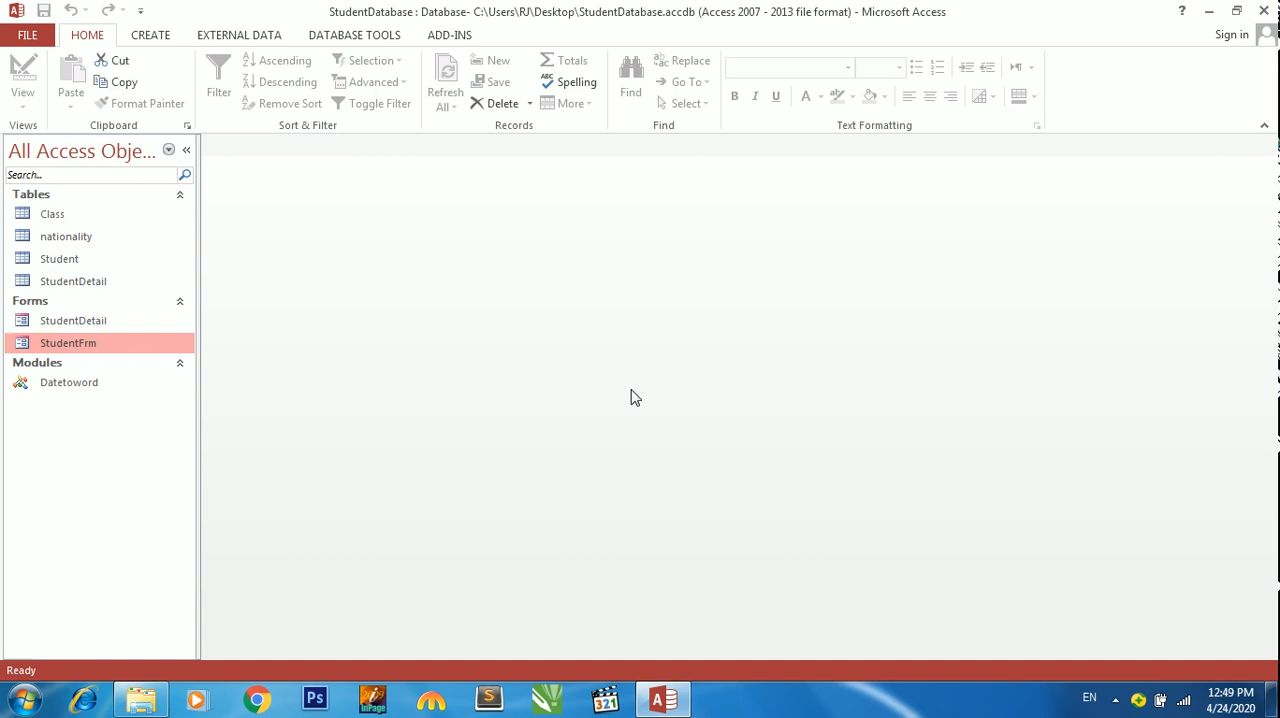 StudentDatabase : Database- C:\Users\RJ\Desktop\StudentDatabase.accdb (Access 2007 - 2013 file format) - Microsoft Access
FILE HOME CREATE EXTERNAL DATA DATABASE TOOLS ADD-INS Sign in
View
Views
Paste
Cut
Copy
Format Painter
Clipboard
Filter
Ascending
Descending
Remove Sort
Selection
Advanced
Toggle Filter
Sort & Filter
Refresh
All
New
Save
Delete
Totals
Spelling
More
Records
Find
Replace
Go To
Select
Find
B I U A
Text Formatting
All Access Obje...
Search...
Tables
Class
nationality
Student
StudentDetail
Forms
StudentDetail
StudentFrm
Modules
Datetoword
Ready
Ps
InPage
S
321
EN
12:49 PM
4/24/2020